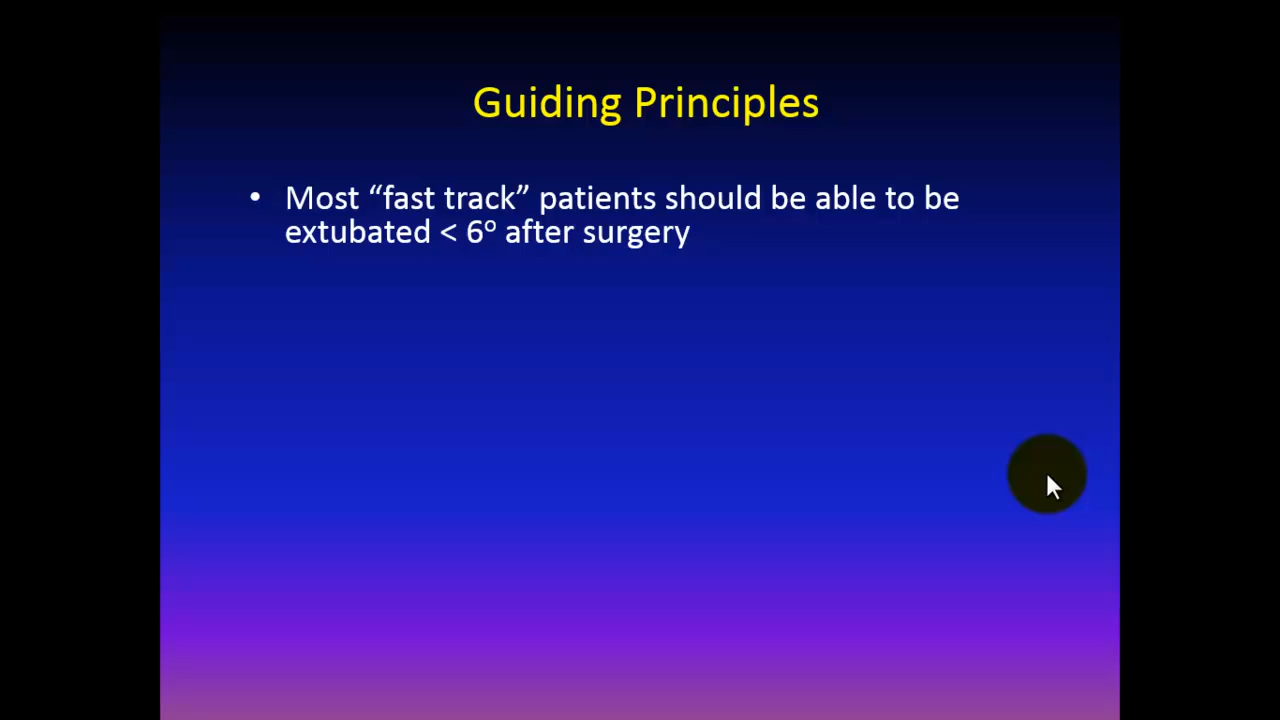 Guiding Principles
• Most “fast track” patients should be able to be
extubated < 6º after surgery